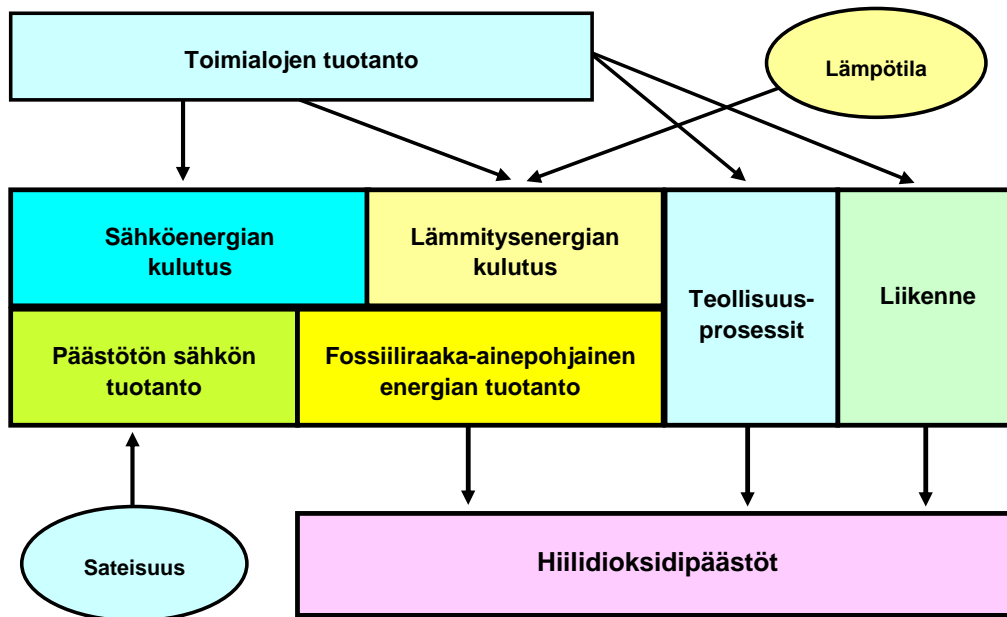 Toimialojen tuotanto
Lämpötila
Sähköenergian
kulutus
Lämmitysenergian
kulutus
Teollisuus-
prosessit
Liikenne
Päästötön sähkön
tuotanto
Fossiiliraaka-ainepohjainen
energian tuotanto
Sateisuus
Hiilidioksidipäästöt